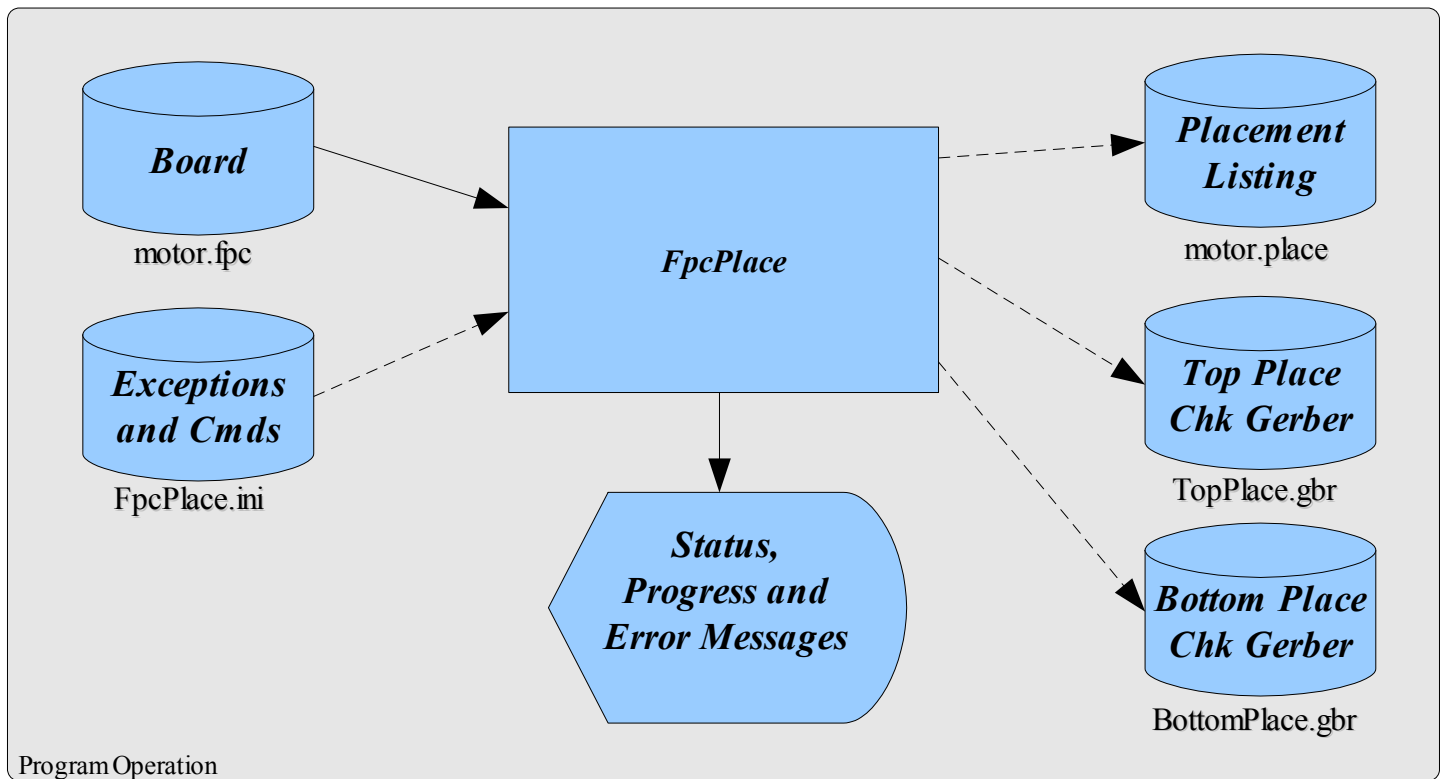 Board
motor.fpc
Exceptions
and Cmds
FpcPlace.ini
FpcPlace
Status,
Progress and
Error Messages
Placement
Listing
motor.place
Top Place
Chk Gerber
TopPlace.gbr
Bottom Place
Chk Gerber
BottomPlace.gbr
Program Operation